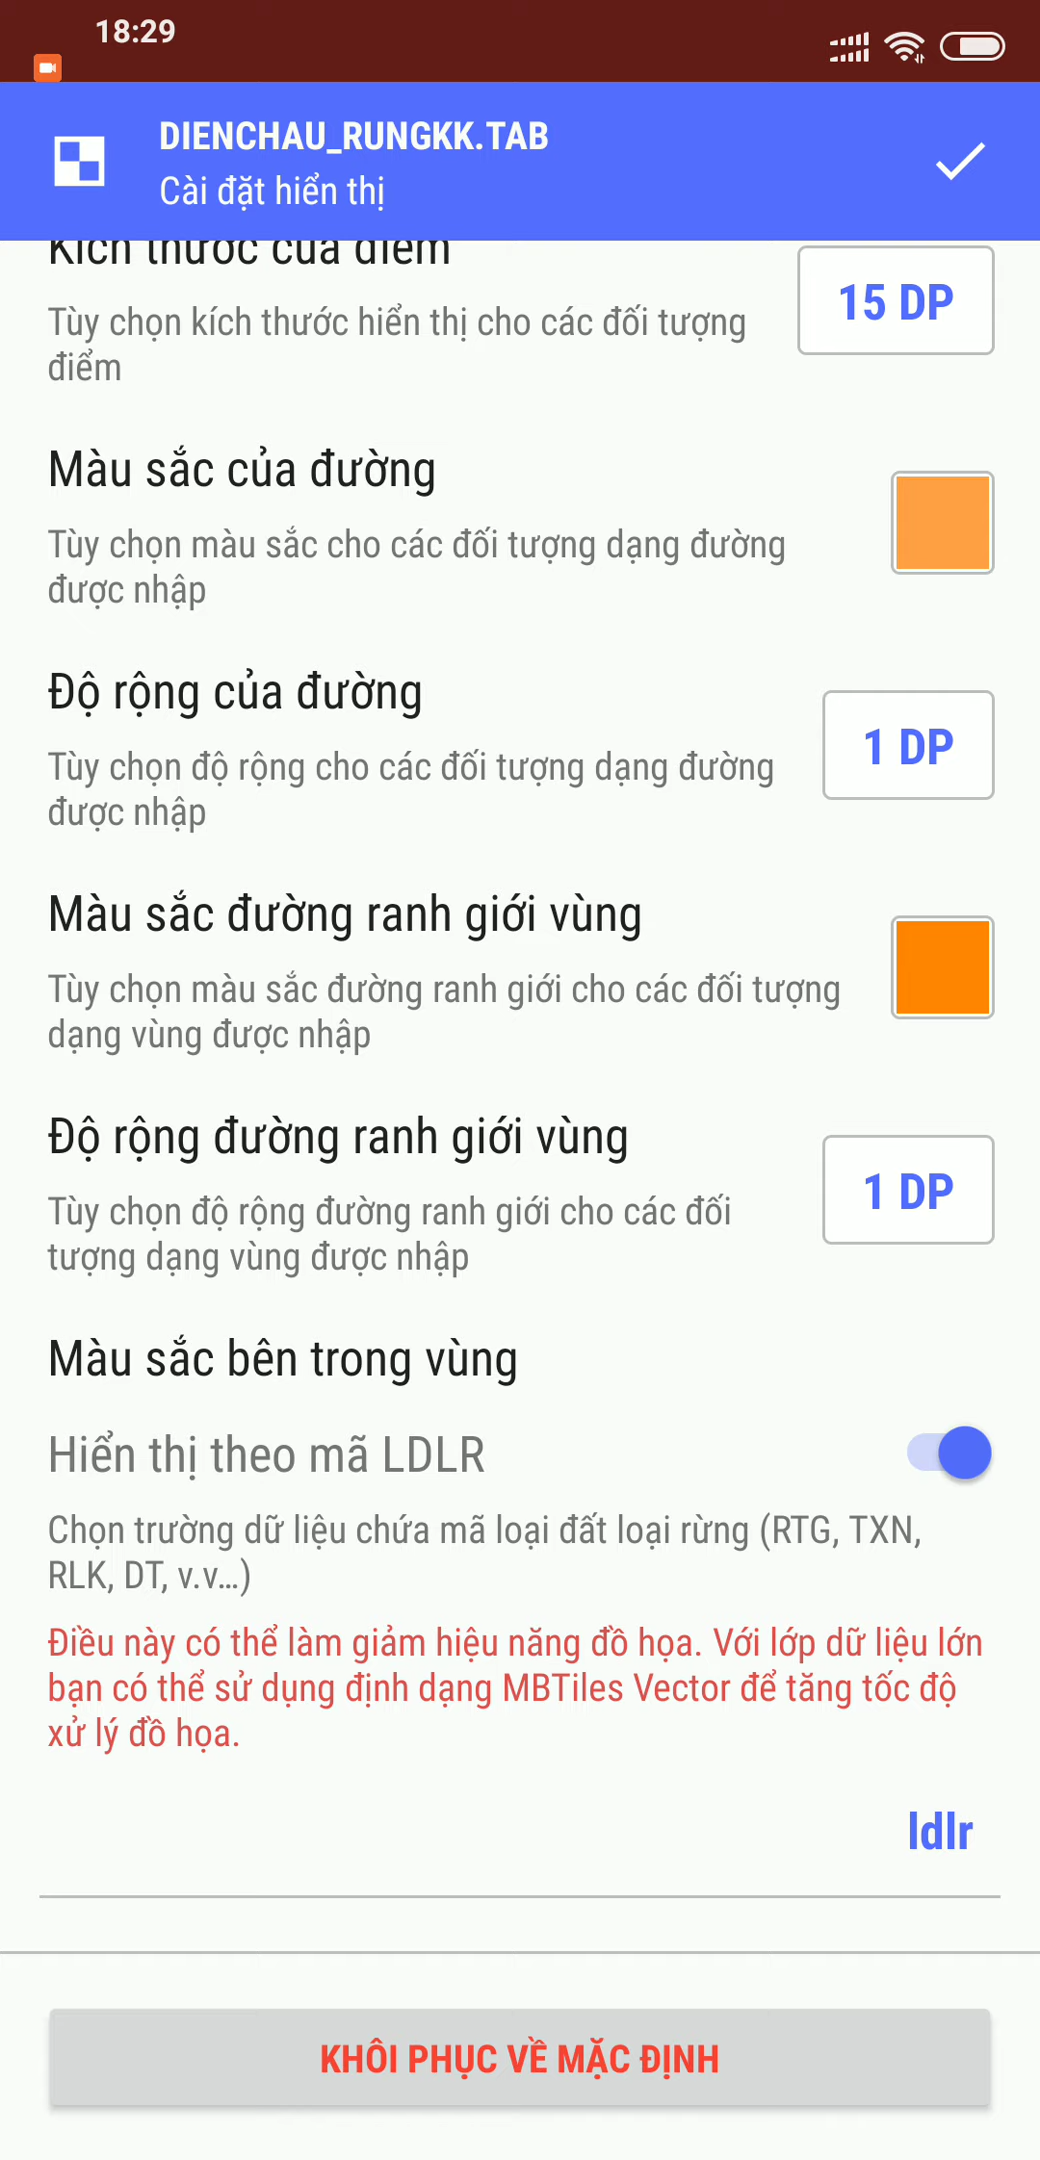 18:29
DIENCHAU_RUNGKK.TAB
Cài đặt hiển thị
Kích thước của điểm
15 DP
Tùy chọn kích thước hiển thị cho các đối tượng
điểm
Màu sắc của đường
Tùy chọn màu sắc cho các đối tượng dạng đường
được nhập
Độ rộng của đường
1 DP
Tùy chọn độ rộng cho các đối tượng dạng đường
được nhập
Màu sắc đường ranh giới vùng
Tùy chọn màu sắc đường ranh giới cho các đối tượng
dạng vùng được nhập
Độ rộng đường ranh giới vùng
1 DP
Tùy chọn độ rộng đường ranh giới cho các đối
tượng dạng vùng được nhập
Màu sắc bên trong vùng
Hiển thị theo mã LDLR
Chọn trường dữ liệu chứa mã loại đất loại rừng (RTG, TXN,
RLK, DT, v.v...)
Điều này có thể làm giảm hiệu năng đồ họa. Với lớp dữ liệu lớn
bạn có thể sử dụng định dạng MBTiles Vector để tăng tốc độ
xử lý đồ họa.
ldlr
KHÔI PHỤC VỀ MẶC ĐỊNH